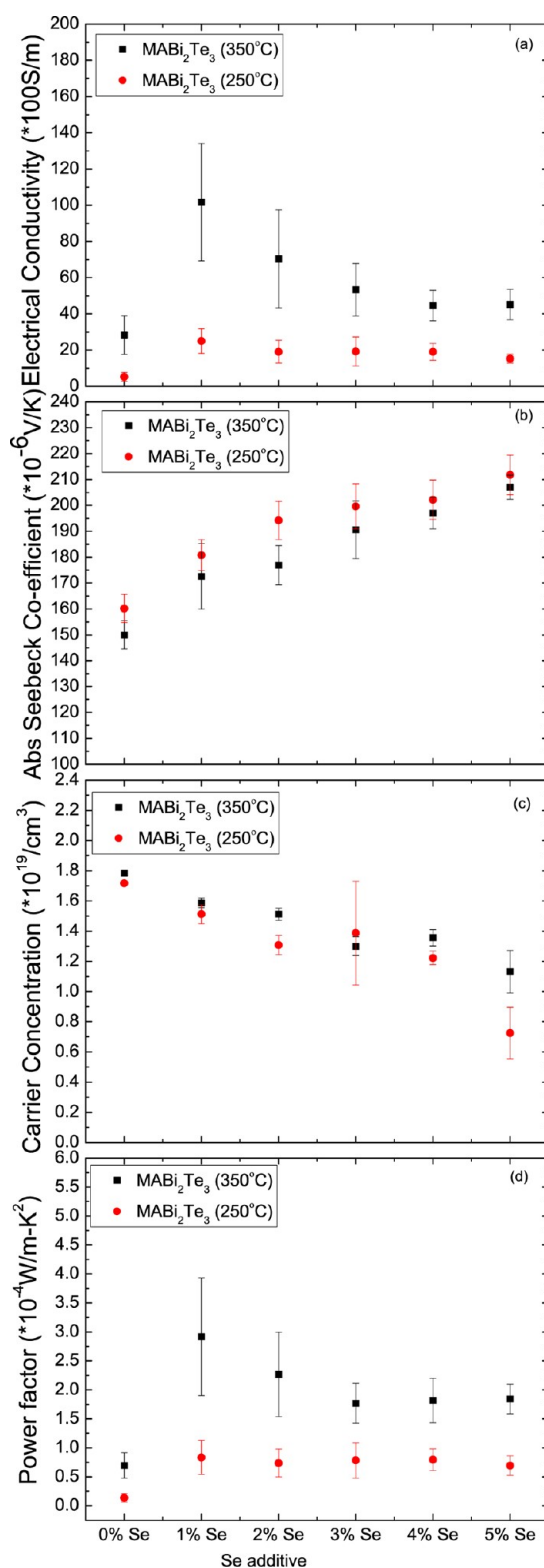 200
180
160
140
120
100
80
60
40
20
0
Electrical Conductivity (*100S/m)
MABi₂Te₃ (350°C)
MABi₂Te₃ (250°C)
(a)
240
230
220
210
200
190
180
170
160
150
140
130
120
110
100
Abs Seebeck Co-efficient (*10⁻⁶V/K)
MABi₂Te₃ (350°C)
MABi₂Te₃ (250°C)
(b)
2.4
2.2
2.0
1.8
1.6
1.4
1.2
1.0
0.8
0.6
0.4
0.2
0.0
Carrier Concentration (*10¹⁹/cm³)
MABi₂Te₃ (350°C)
MABi₂Te₃ (250°C)
(c)
6.0
5.5
5.0
4.5
4.0
3.5
3.0
2.5
2.0
1.5
1.0
0.5
0.0
Power factor (*10⁻⁴W/m-K²)
MABi₂Te₃ (350°C)
MABi₂Te₃ (250°C)
(d)
0% Se 1% Se 2% Se 3% Se 4% Se 5% Se
Se additive